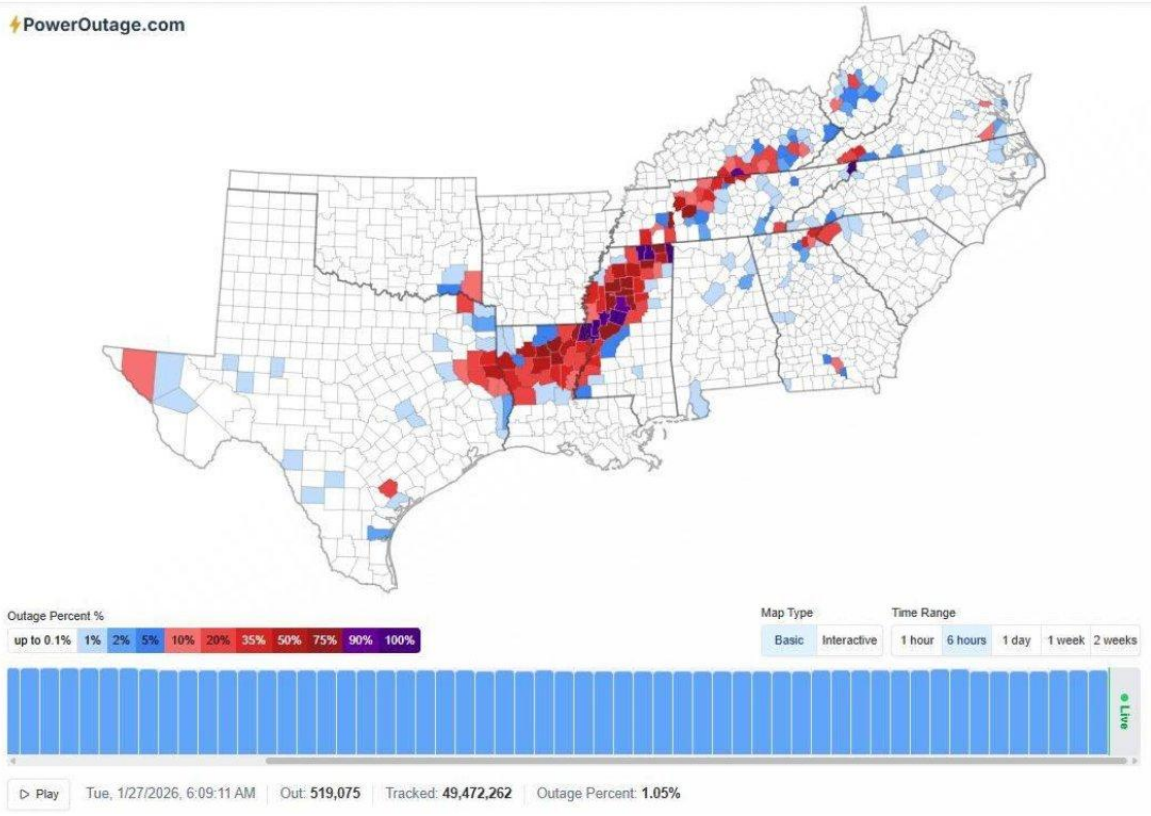 PowerOutage.com
Outage Percent %
up to 0.1% 1% 2% 5% 10% 20% 35% 50% 75% 90% 100%
Map Type
Basic Interactive
Time Range
1 hour 6 hours 1 day 1 week 2 weeks
Live
Play Tue, 1/27/2026, 6:09:11 AM Out: 519,075 Tracked: 49,472,262 Outage Percent: 1.05%